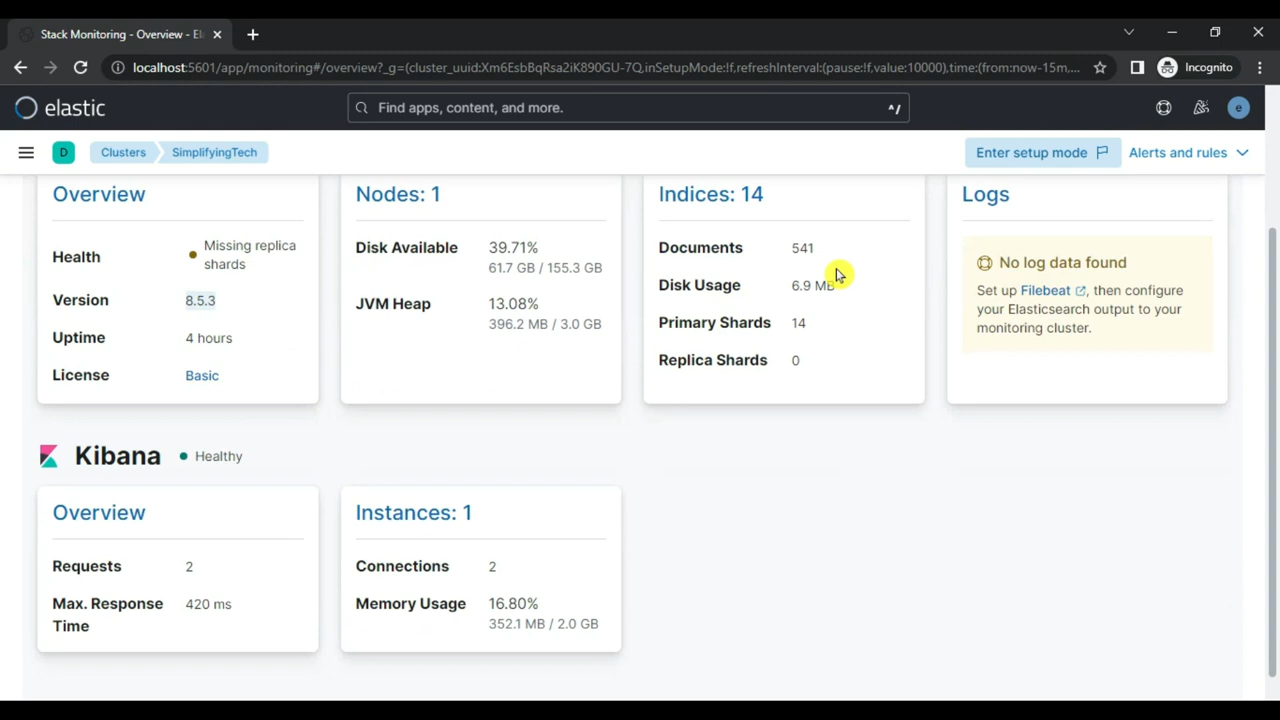 Stack Monitoring - Overview - El
localhost:5601/app/monitoring#/overview?_g=(cluster_uuid:Xm6EsbBqRsa2iK890GU-7Q,inSetupMode:!f,refreshInterval:(pause:!f,value:10000),time:(from:now-15m,...
Incognito
elastic
Find apps, content, and more.
^/
e
D
Clusters
SimplifyingTech
Enter setup mode
Alerts and rules
Overview
Health
Missing replica
shards
Version 8.5.3
Uptime 4 hours
License Basic
Nodes: 1
Disk Available 39.71%
61.7 GB / 155.3 GB
JVM Heap 13.08%
396.2 MB / 3.0 GB
Indices: 14
Documents 541
Disk Usage 6.9 MB
Primary Shards 14
Replica Shards 0
Logs
No log data found
Set up Filebeat, then configure
your Elasticsearch output to your
monitoring cluster.
Kibana Healthy
Overview
Requests 2
Max. Response 420 ms
Time
Instances: 1
Connections 2
Memory Usage 16.80%
352.1 MB / 2.0 GB